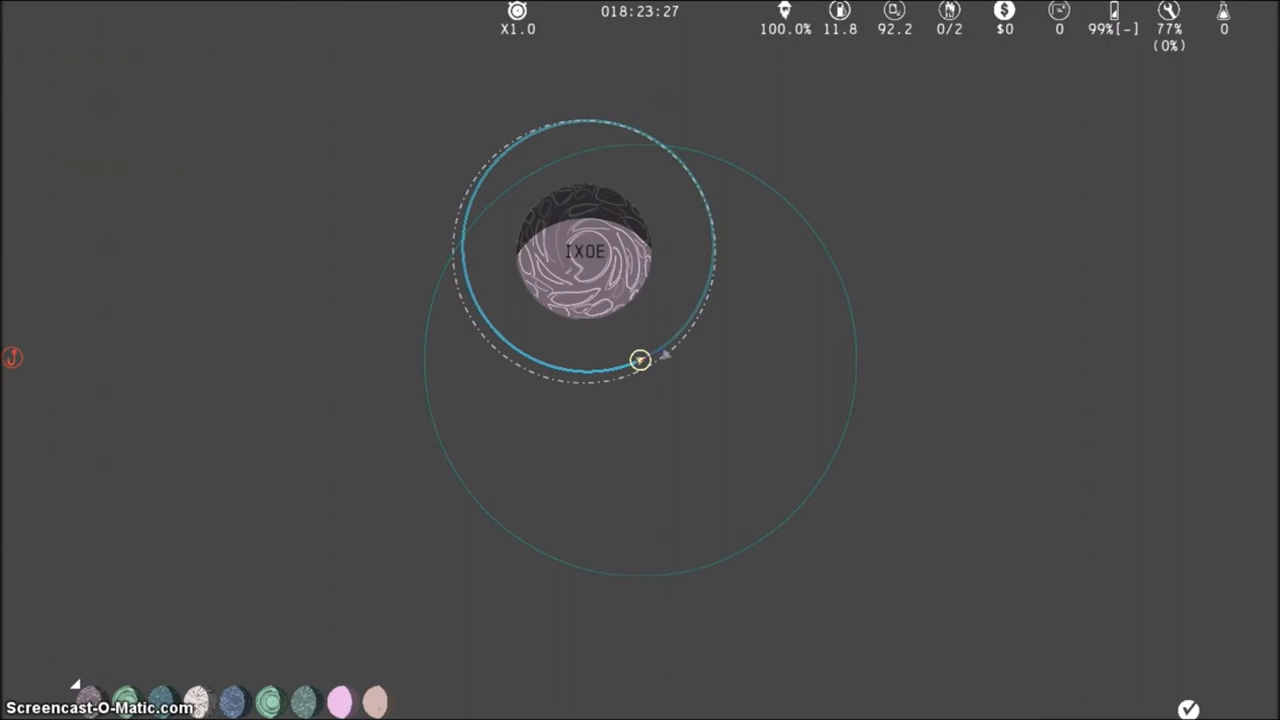 018:23:27
X1.0
100.0% 11.8 92.2 0/2 $0 0 99%[-] 77% 0
(0%)
IXOE
Screencast-O-Matic.com